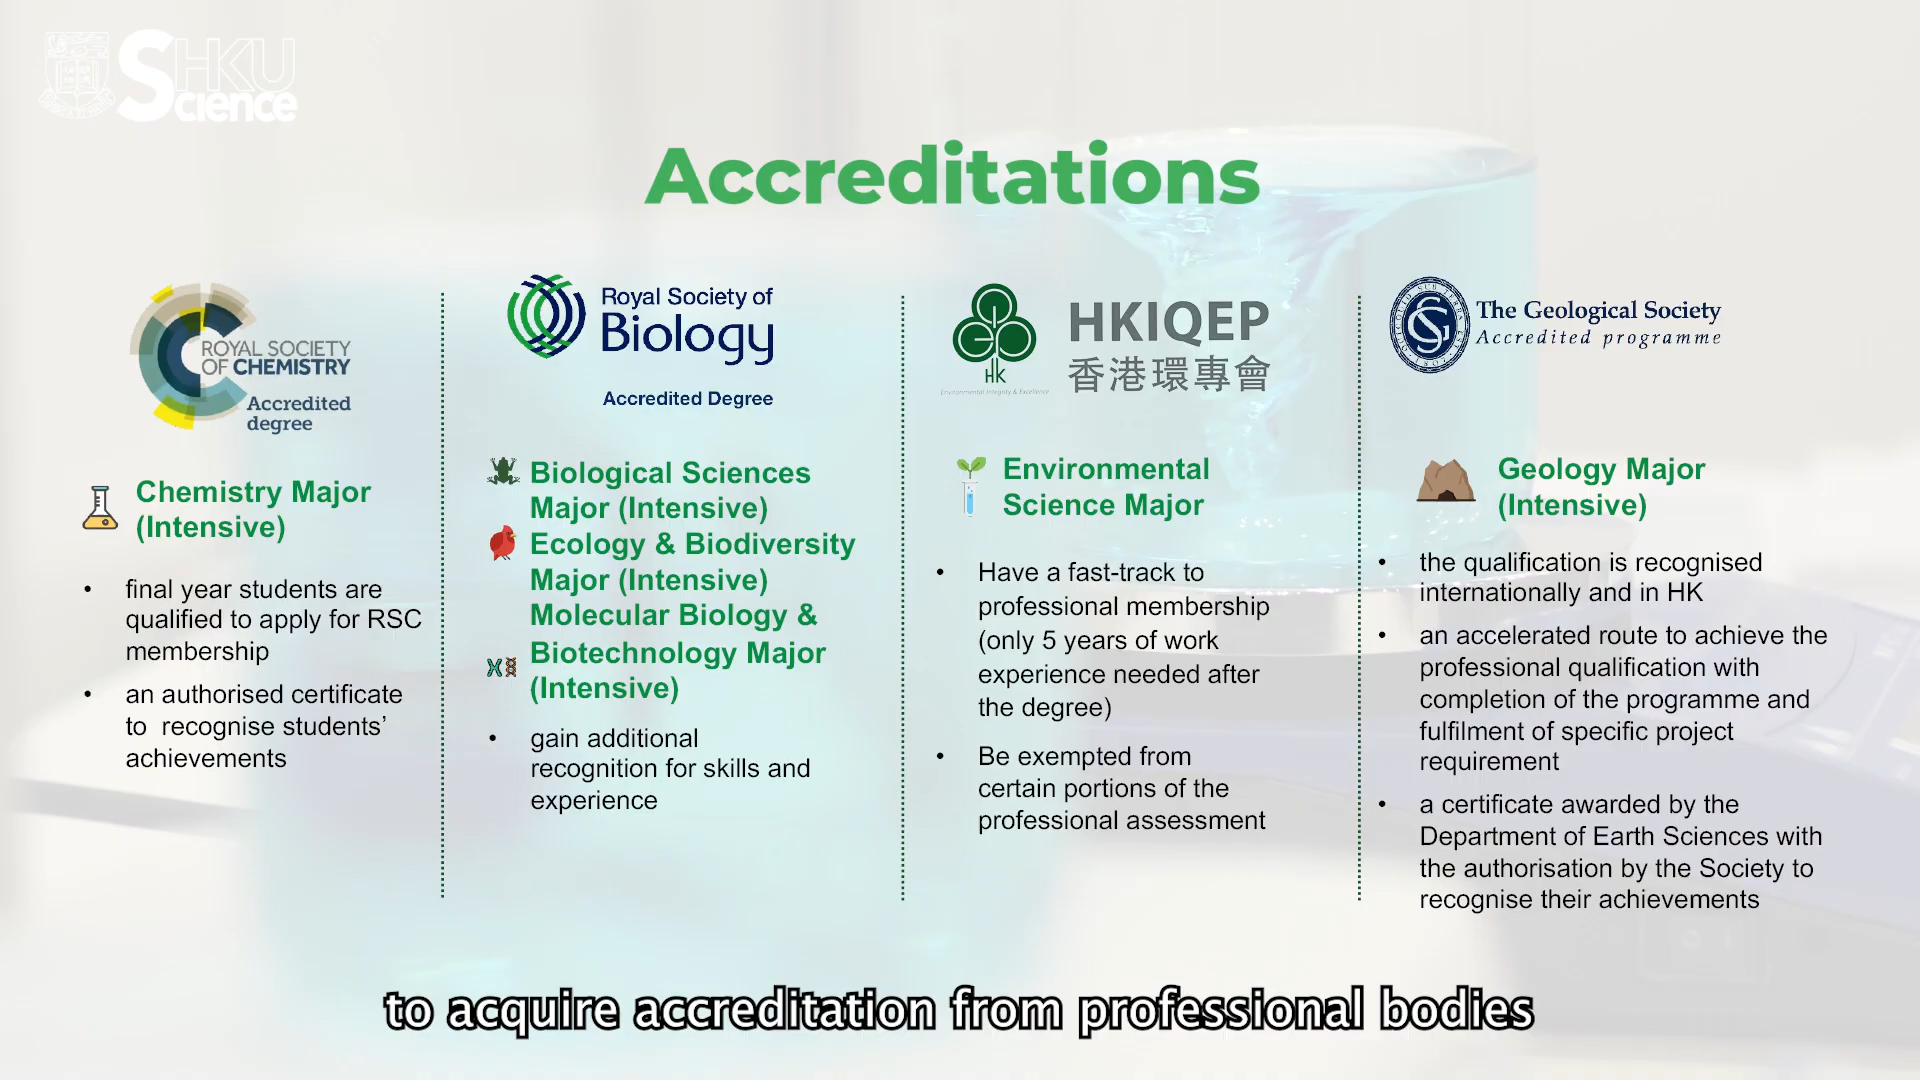 SHKU
Science
Accreditations
ROYAL SOCIETY
OF CHEMISTRY
Accredited
degree
Chemistry Major
(Intensive)
• final year students are
qualified to apply for RSC
membership
• an authorised certificate
to recognise students’
achievements
Royal Society of
Biology
Accredited Degree
Biological Sciences
Major (Intensive)
Ecology & Biodiversity
Major (Intensive)
Molecular Biology &
Biotechnology Major
(Intensive)
• gain additional
recognition for skills and
experience
HK
Environmental Integrity & Excellence
HKIQEP
香港環專會
Environmental
Science Major
• Have a fast-track to
professional membership
(only 5 years of work
experience needed after
the degree)
• Be exempted from
certain portions of the
professional assessment
The Geological Society
Accredited programme
Geology Major
(Intensive)
• the qualification is recognised
internationally and in HK
• an accelerated route to achieve the
professional qualification with
completion of the programme and
fulfilment of specific project
requirement
• a certificate awarded by the
Department of Earth Sciences with
the authorisation by the Society to
recognise their achievements
to acquire accreditation from professional bodies